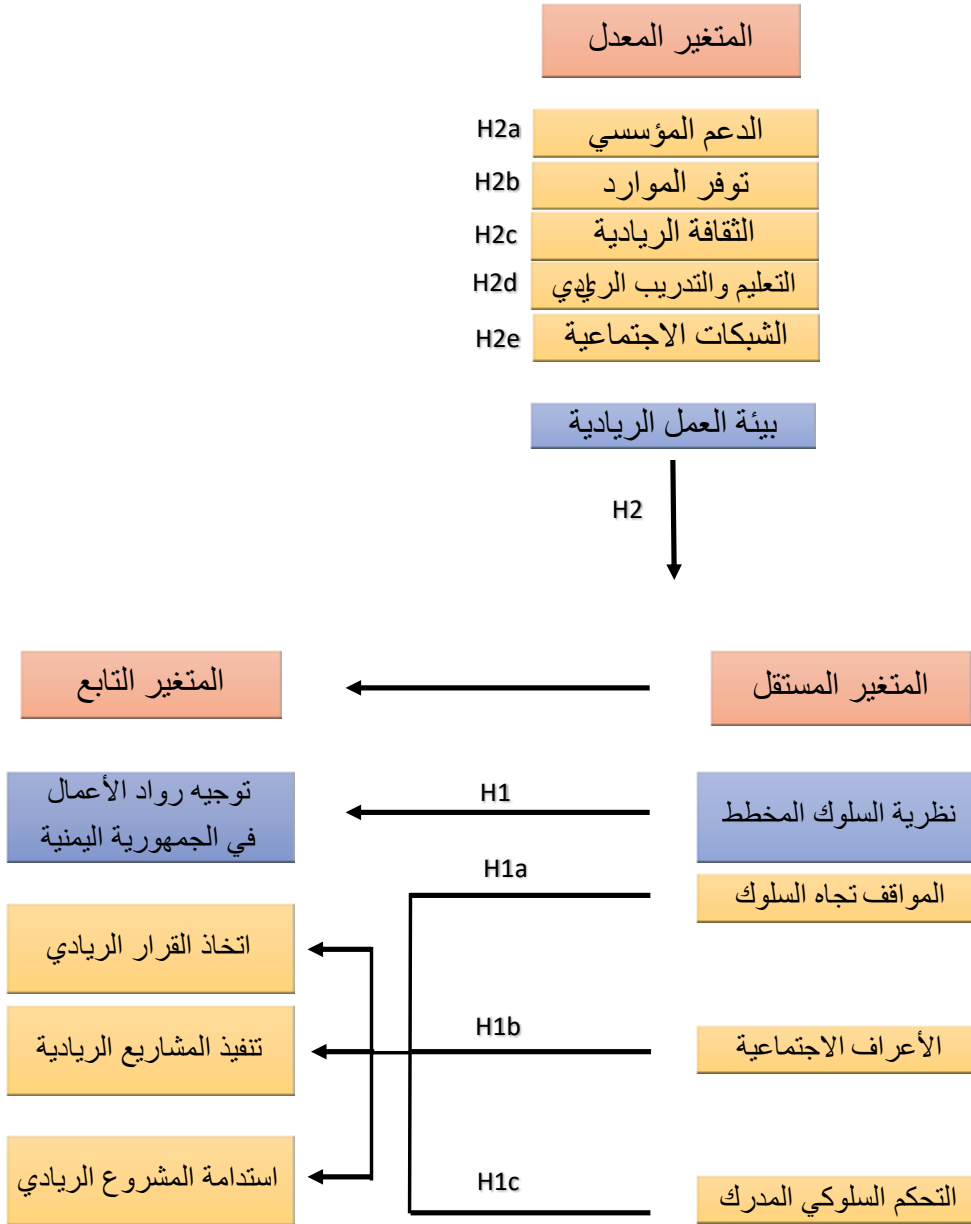 المتغير المعدل
H2a
الدعم المؤسسي
H2b
توفر الموارد
H2c
الثقافة الريادية
H2d
التعليم والتدريب الريادي
H2e
الشبكات الاجتماعية
بيئة العمل الريادية
H2
المتغير المستقل
المتغير التابع
نظرية السلوك المخطط
H1
توجيه رواد الأعمال
في الجمهورية اليمنية
المواقف تجاه السلوك
H1a
اتخاذ القرار الريادي
الأعراف الاجتماعية
H1b
تنفيذ المشاريع الريادية
التحكم السلوكي المدرك
H1c
استدامة المشروع الريادي